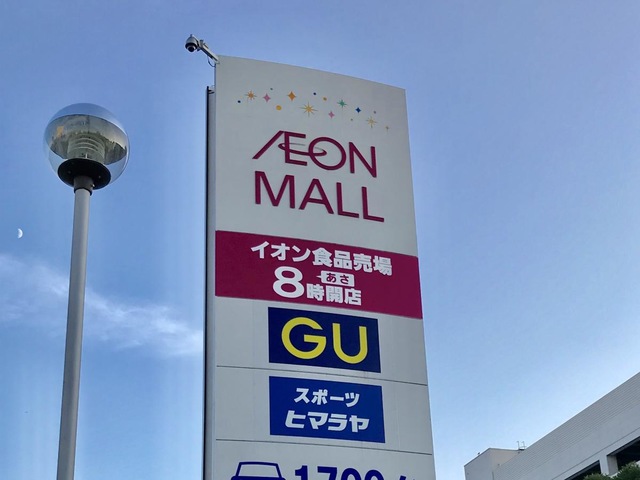 ÆON
MALL
イオン食品売場
あさ
8時開店
GU
スポーツ
ヒマラヤ